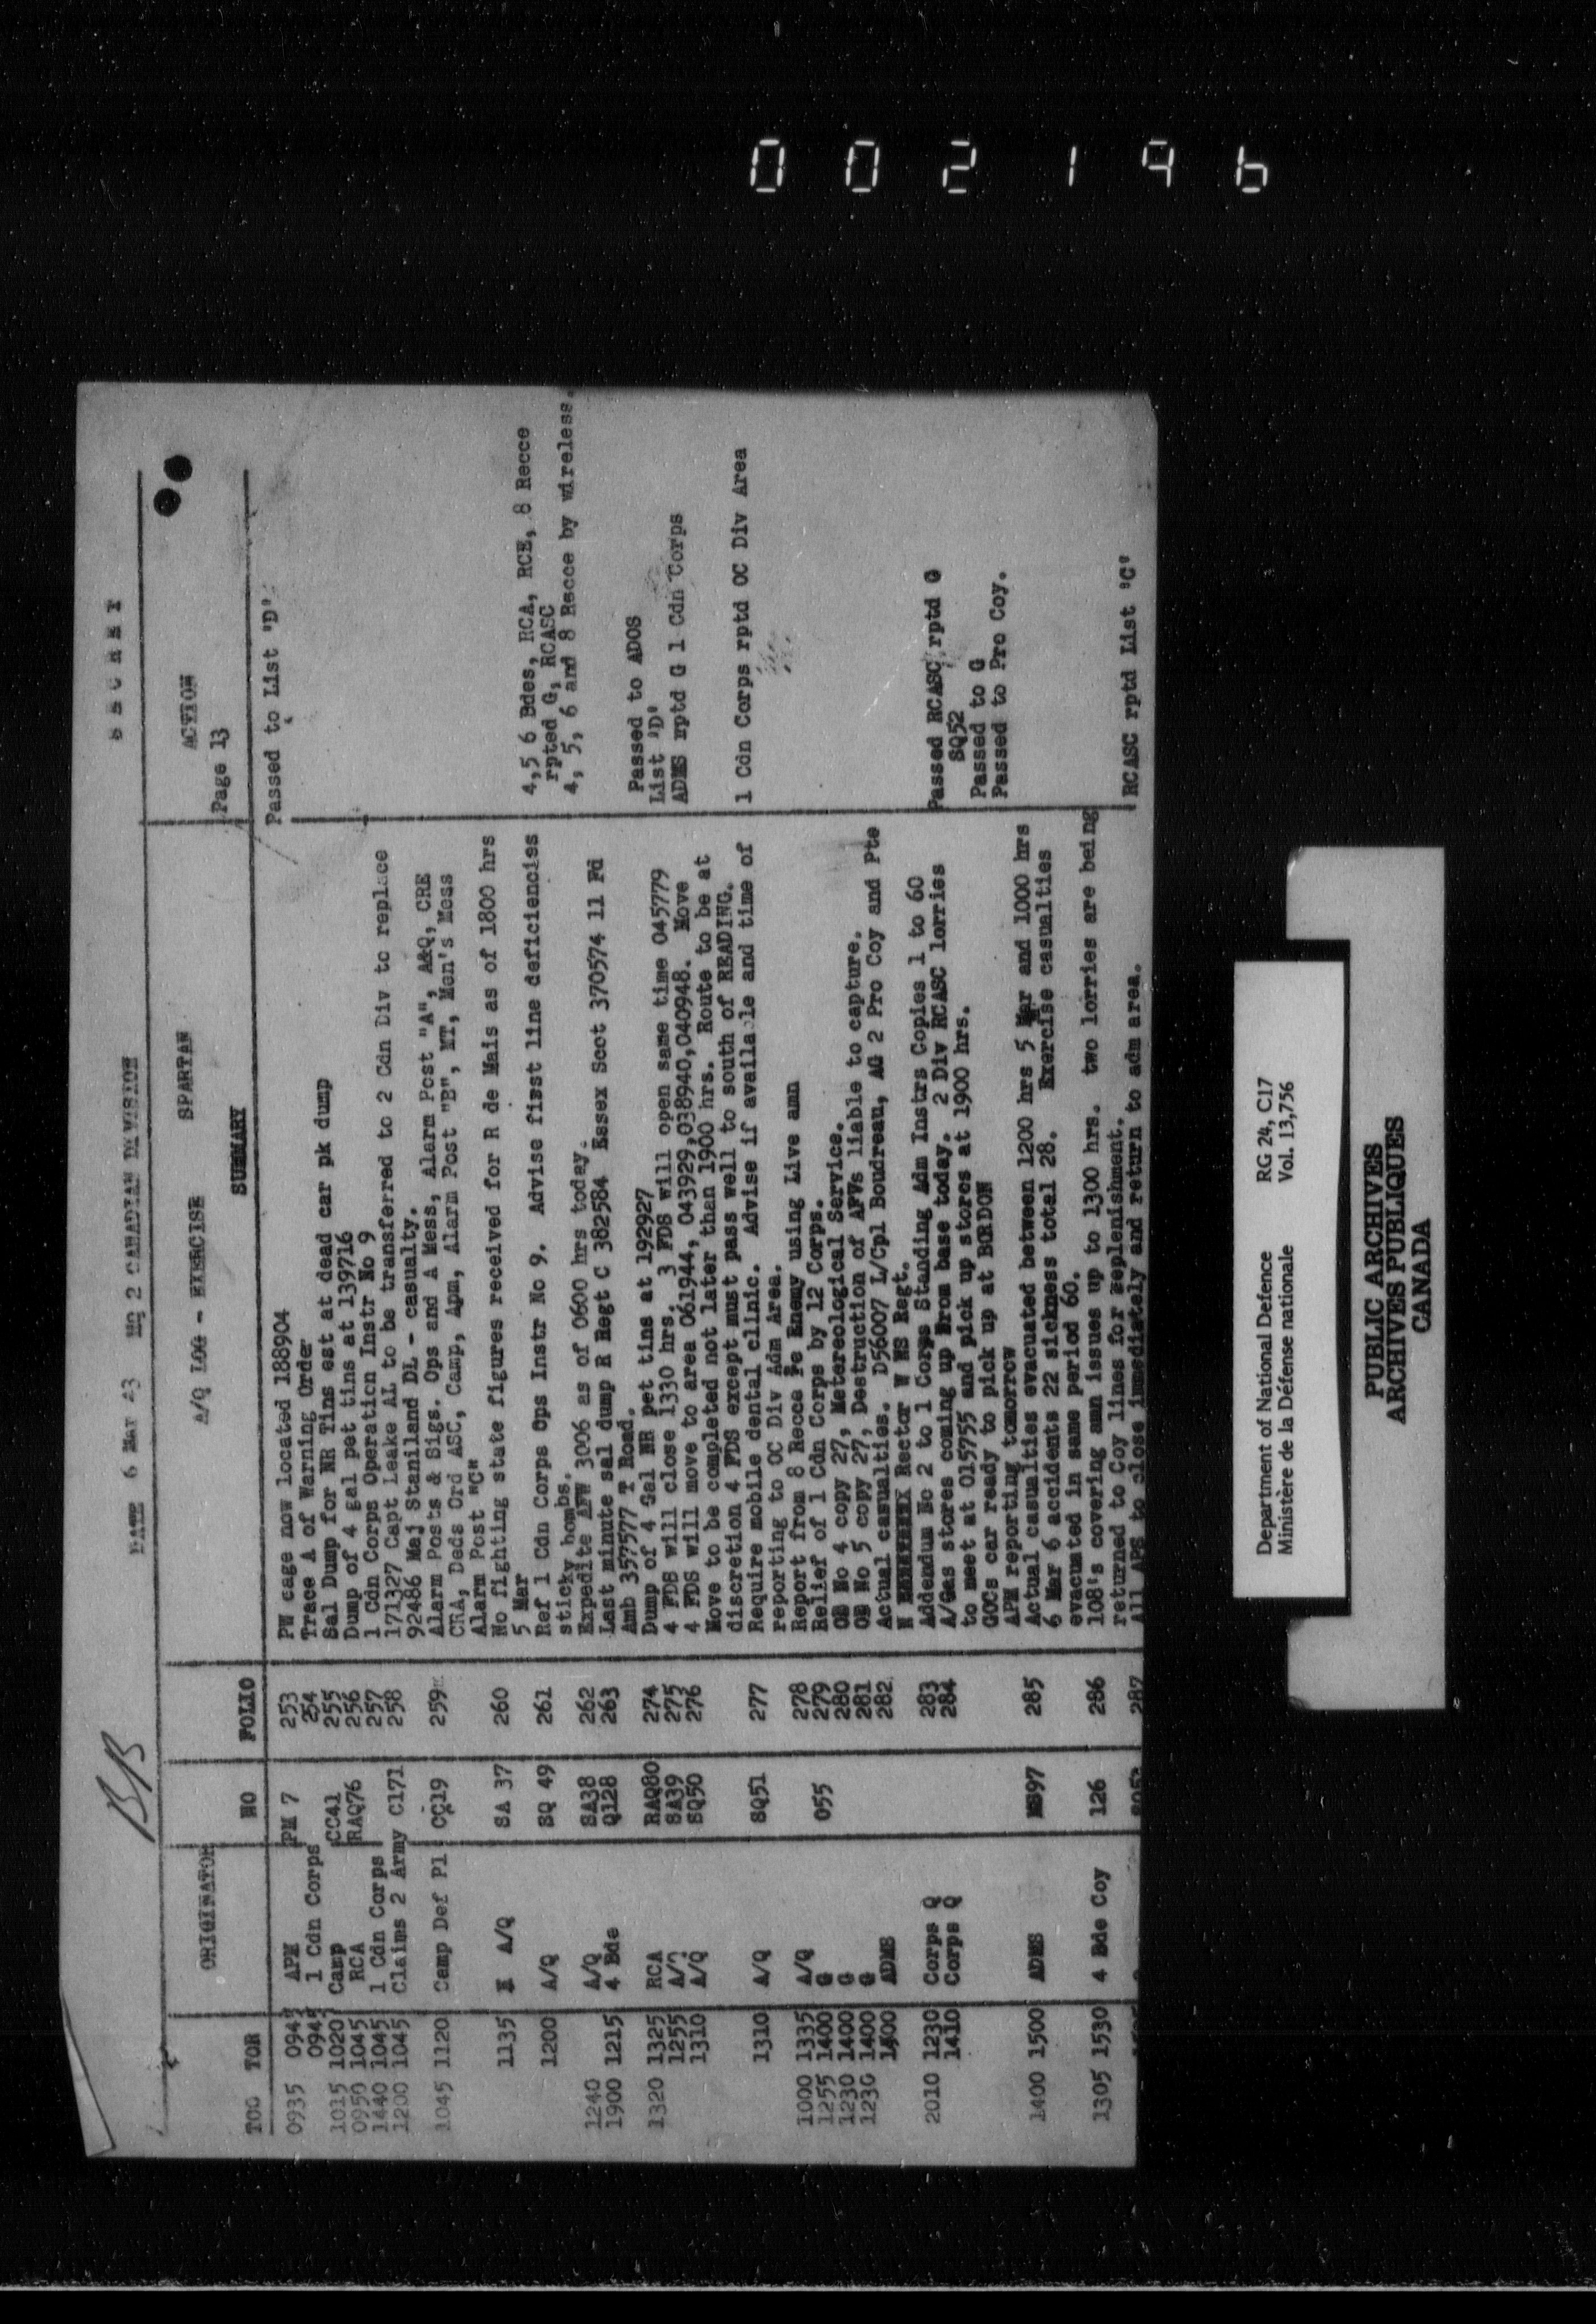 002196
BB
DATE 6 Mar 43 HQ 2 CANADIAN DIVISION SECRET
A/Q LOG - EXERCISE SPARTAN
ORIGINATOR ACTION
TOO TOR NO FOLIO SUMMARY Page 13
0935 094 APM PM 7 253 PW cage now located 188904 Passed to List 'D'
094 1 Cdn Corps 254 Trace A of Warning Order
1015 1020 Camp CC41 255 Sal Dump for NR Tins est at dead car pk dump
0950 1045 RCA RAQ76 256 Dump of 4 gal pet tins at 139716
1440 1045 1 Cdn Corps 257 1 Cdn Corps Operation Instr No 9
1200 1045 Claims 2 Army C171 258 171327 Capt Leake AL to be transferred to 2 Cdn Div to replace
92486 Maj Staniland DL - casualty.
1045 1120 Camp Def Pl CC19 259 Alarm Posts & Sigs. Ops and A Mess, Alarm Post "A", A&Q, CRE
CRA, Deds Ord ASC, Camp, Apm, Alarm Post "B", MT, Men's Mess
Alarm Post "C"
1135 A/Q SA 37 260 No fighting state figures received for R de Mais as of 1800 hrs
5 Mar 4,5 6 Bdes, RCA, RCE, 8 Recce
1200 A/Q SQ 49 261 Ref 1 Cdn Corps Ops Instr No 9. Advise first line deficiencies rpted G, RCASC
sticky bombs. 4, 5, 6 and 8 Recce by wireless.
1240 A/Q SA38 262 Expedite AFW 3006 as of 0600 hrs today.
1900 1215 4 Bde Q128 263 Last minute sal dump R Regt C 382584 Essex Scot 370574 11 Fd
Amb 357577 T Road. Passed to ADOS
1320 1325 RCA RAQ80 274 Dump of 4 Gal NR pet tins at 192927 List 'D'
1255 A/Q SA39 275 4 FDS will close 1330 hrs. 3 FDS will open same time 045779 ADMS rptd G 1 Cdn Corps
1310 A/Q SQ50 276 4 FDS will move to area 061944, 043929,038940,040948. Move
Move to be completed not later than 1900 hrs. Route to be at
discretion 4 FDS except must pass well to south of READING.
1310 A/Q SQ51 277 Require mobile dental clinic. Advise if available and time of 1 Cdn Corps rptd OC Div Area
reporting to OC Div Adm Area.
1000 1335 A/Q 278 Report from 8 Recce re Enemy using Live amn
1255 1400 G 055 279 Relief of 1 Cdn Corps by 12 Corps.
1230 1400 G 280 OB No 4 copy 27, Metereological Service.
1230 1400 G 281 OB No 5 copy 27, Destruction of AFVs liable to capture.
1400 ADMS 282 Actual casualties. D56007 L/Cpl Boudreau, AG 2 Pro Coy and Pte
Rector W NS Regt.
2010 1230 Corps Q 283 Addendum No 2 to 1 Corps Standing Adm Instrs Copies 1 to 60
1410 Corps Q 284 A/Gas stores coming up from base today. 2 Div RCASC lorries Passed RCASC rptd G
to meet at 015755 and pick up stores at 1900 hrs. SQ52
GOCs car ready to pick up at BORDON Passed to G
APM reporting tomorrow Passed to Pro Coy.
1400 1500 ADMS 285 Actual casualties evacuated between 1200 hrs 5 Mar and 1000 hrs
6 Mar 6 accidents 22 sickness total 28. Exercise casualties
evacuated in same period 60.
1305 1530 4 Bde Coy 126 286 108's covering amn issues up to 1300 hrs. two lorries are being
returned to Coy lines for replenishment.
287 All APs to close immediately and return to adm area. RCASC rptd List 'C'
Department of National Defence RG 24, C17
Ministère de la Défense nationale Vol. 13,756
PUBLIC ARCHIVES
ARCHIVES PUBLIQUES
CANADA